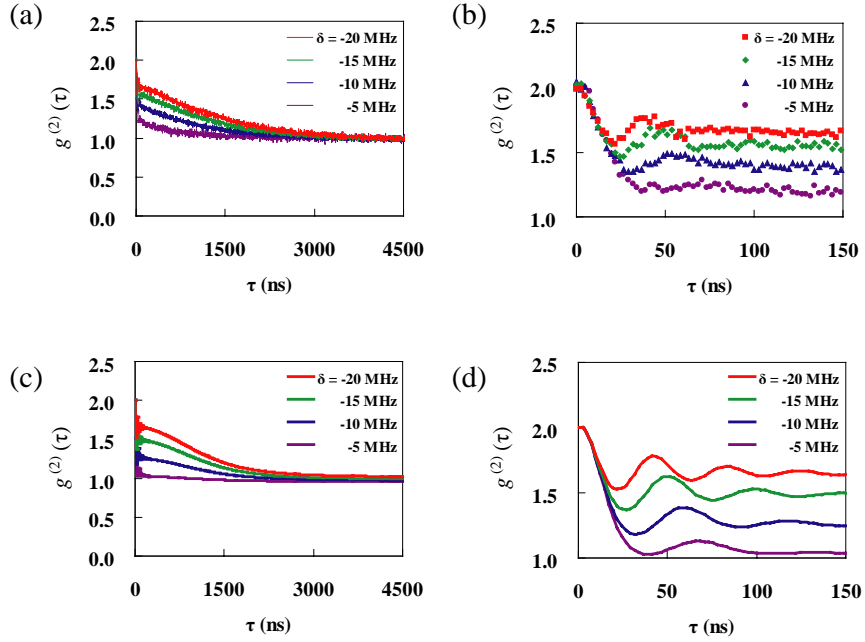 (a)
2.5
2.0
1.5
1.0
0.5
0.0
g⁽²⁾ (τ)
δ = -20 MHz
-15 MHz
-10 MHz
-5 MHz
0 1500 3000 4500
τ (ns)
(b)
2.5
2.0
1.5
1.0
g⁽²⁾ (τ)
δ = -20 MHz
-15 MHz
-10 MHz
-5 MHz
0 50 100 150
τ (ns)
(c)
2.5
2.0
1.5
1.0
0.5
0.0
g⁽²⁾ (τ)
δ = -20 MHz
-15 MHz
-10 MHz
-5 MHz
0 1500 3000 4500
τ (ns)
(d)
2.5
2.0
1.5
1.0
g⁽²⁾ (τ)
δ = -20 MHz
-15 MHz
-10 MHz
-5 MHz
0 50 100 150
τ (ns)